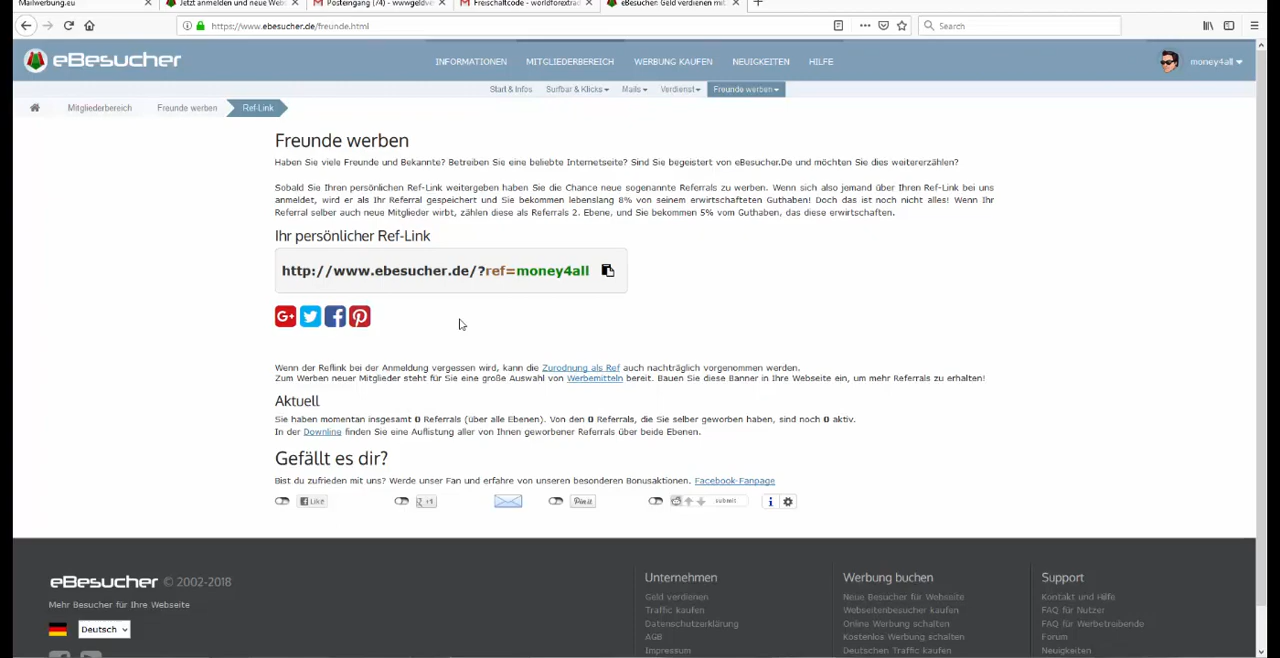 Mailwerbung.eu
Jetzt anmelden und neue Web
Postengang (74) - wwwgeldve
Freischaltcode - worldforextrad
eBesucher: Geld verdienen mit
https://www.ebesucher.de/freunde.html
Search
eBesucher
INFORMATIONEN MITGLIEDERBEREICH WERBUNG KAUFEN NEUIGKEITEN HILFE
money4all
Start & Infos Surfbar & Klicks Mails Verdienst Freunde werben
Mitgliederbereich Freunde werben Ref-Link
Freunde werben
Haben Sie viele Freunde und Bekannte? Betreiben Sie eine beliebte Internetseite? Sind Sie begeistert von eBesucher.De und möchten Sie dies weitererzählen?
Sobald Sie Ihren persönlichen Ref-Link weitergeben haben Sie die Chance neue sogenannte Referrals zu werben. Wenn sich also jemand über Ihren Ref-Link bei uns
anmeldet, wird er als Ihr Referral gespeichert und Sie bekommen lebenslang 8% von seinem erwirtschafteten Guthaben! Doch das ist noch nicht alles! Wenn Ihr
Referral selber auch neue Mitglieder wirbt, zählen diese als Referrals 2. Ebene, und Sie bekommen 5% vom Guthaben, das diese erwirtschaften.
Ihr persönlicher Ref-Link
http://www.ebesucher.de/?ref=money4all
G+
Wenn der Reflink bei der Anmeldung vergessen wird, kann die Zurodnung als Ref auch nachträglich vorgenommen werden.
Zum Werben neuer Mitglieder steht für Sie eine große Auswahl von Werbemitteln bereit. Bauen Sie diese Banner in Ihre Webseite ein, um mehr Referrals zu erhalten!
Aktuell
Sie haben momentan insgesamt 0 Referrals (über alle Ebenen). Von den 0 Referrals, die Sie selber geworben haben, sind noch 0 aktiv.
In der Downline finden Sie eine Auflistung aller von Ihnen geworbener Referrals über beide Ebenen.
Gefällt es dir?
Bist du zufrieden mit uns? Werde unser Fan und erfahre von unseren besonderen Bonusaktionen. Facebook-Fanpage
Like +1 Pin it submit i
eBesucher © 2002-2018
Mehr Besucher für Ihre Webseite
Deutsch
Unternehmen
Geld verdienen
Traffic kaufen
Datenschutzerklärung
AGB
Impressum
Werbung buchen
Neue Besucher für Webseite
Webseitenbesucher kaufen
Online Werbung schalten
Kostenlos Werbung schalten
Deutschen Traffic kaufen
Support
Kontakt und Hilfe
FAQ für Nutzer
FAQ für Werbetreibende
Forum
Neuigkeiten